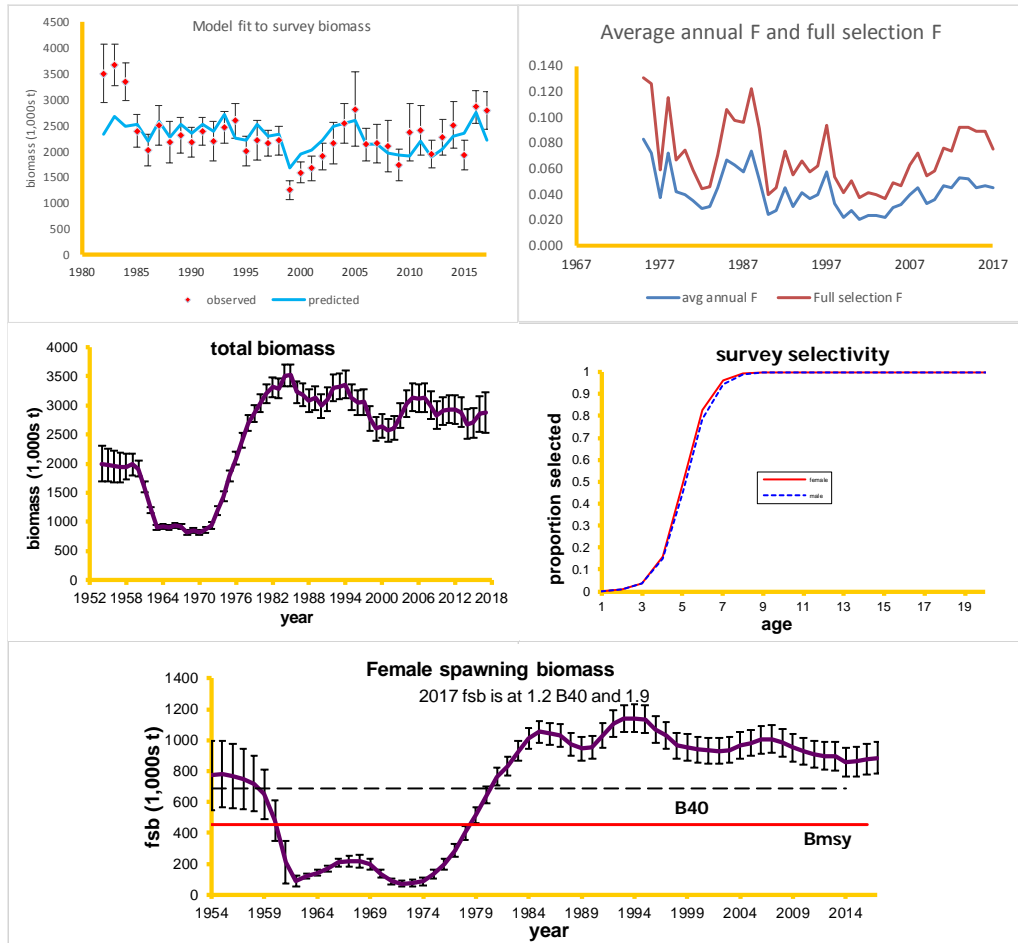 Model fit to survey biomass
biomass (1,000s t)
4500
4000
3500
3000
2500
2000
1500
1000
500
0
1980 1985 1990 1995 2000 2005 2010 2015
observed predicted
Average annual F and full selection F
0.140
0.120
0.100
0.080
0.060
0.040
0.020
0.000
1967 1977 1987 1997 2007 2017
avg annual F Full selection F
total biomass
biomass (1,000s t)
4000
3500
3000
2500
2000
1500
1000
500
0
1952 1958 1964 1970 1976 1982 1988 1994 2000 2006 2012 2018
year
survey selectivity
proportion selected
1
0.9
0.8
0.7
0.6
0.5
0.4
0.3
0.2
0.1
0
female
male
1 3 5 7 9 11 13 15 17 19
age
Female spawning biomass
2017 fsb is at 1.2 B40 and 1.9
fsb (1,000s t)
1400
1200
1000
800
600
400
200
0
B40
Bmsy
1954 1959 1964 1969 1974 1979 1984 1989 1994 1999 2004 2009 2014
year